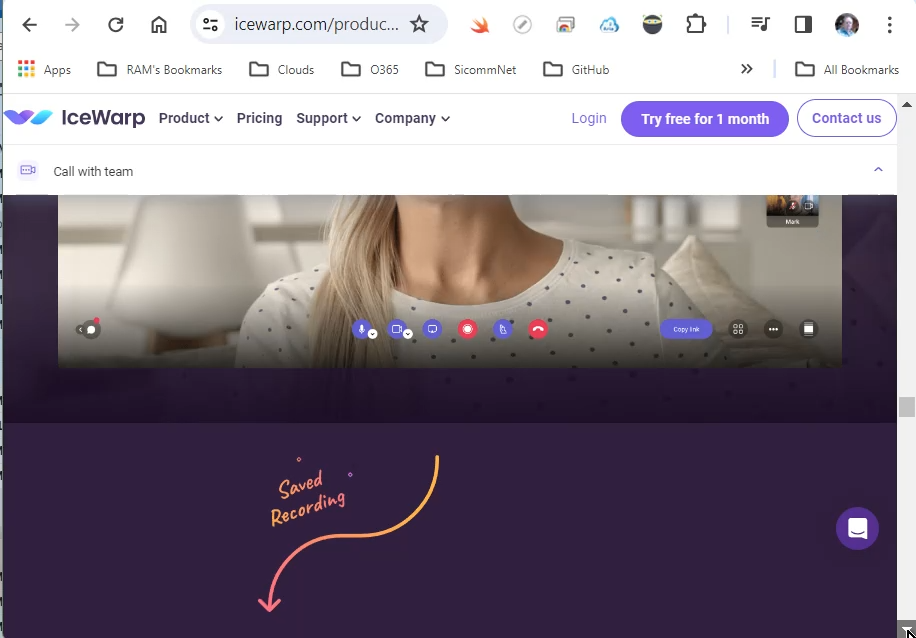 icewarp.com/produc...
Apps
RAM's Bookmarks
Clouds
O365
SicommNet
GitHub
All Bookmarks
IceWarp
Product
Pricing
Support
Company
Login
Try free for 1 month
Contact us
Call with team
Mark
Copy link
Saved
Recording